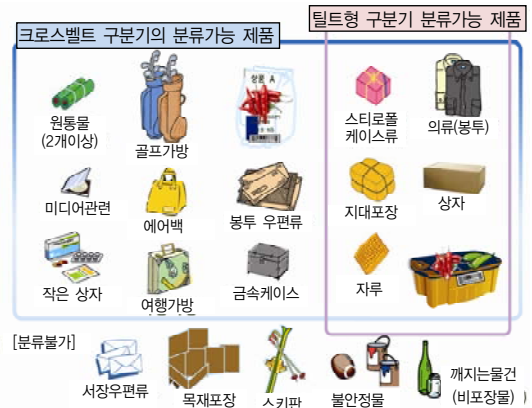 크로스벨트 구분기의 분류가능 제품
틸트형 구분기 분류가능 제품
원통물
(2개이상)
골프가방
상품 A
스티로폴
케이스류
의류(봉투)
미디어관련
에어백
봉투 우편류
지대포장
상자
작은 상자
여행가방
금속케이스
자루
[분류불가]
서장우편류
목재포장
스키판
불안정물
깨지는물건
(비포장물)